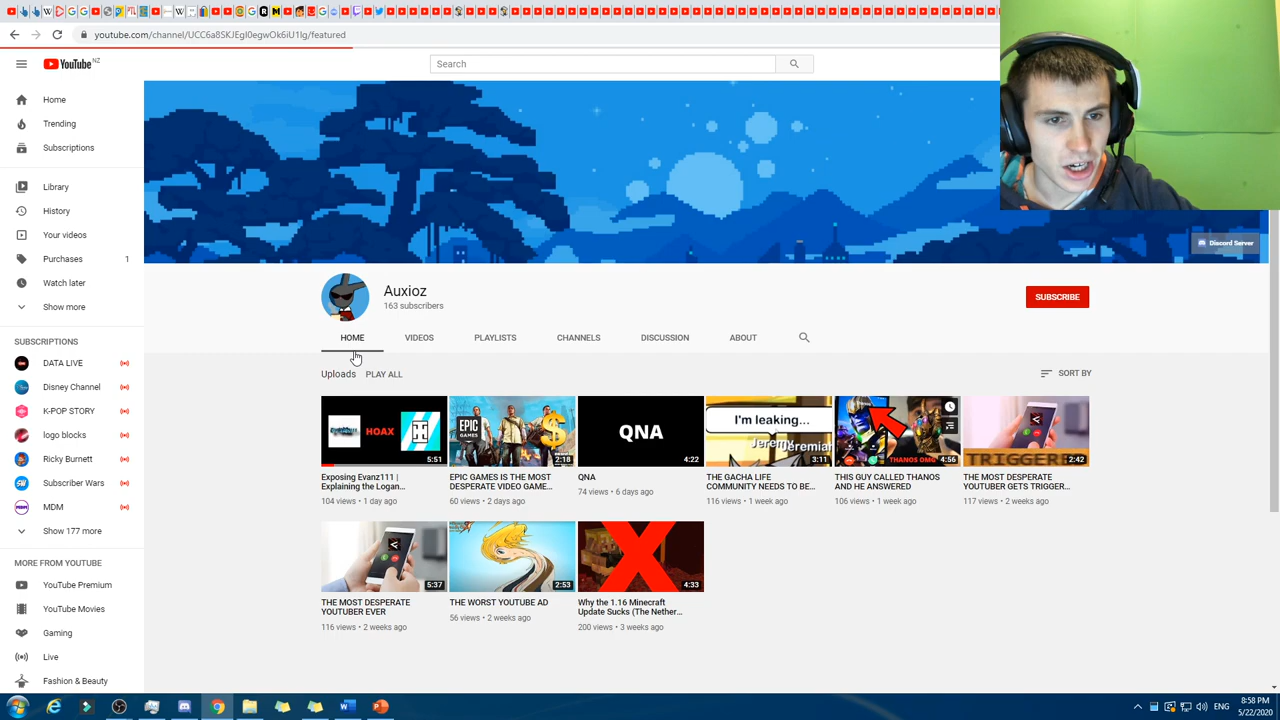 youtube.com/channel/UCC6a8SKJEgI0egwOk6iU1Ig/featured
YouTube NZ
Search
Home
Trending
Subscriptions
Library
History
Your videos
Purchases 1
Watch later
Show more
SUBSCRIPTIONS
DATA LIVE
Disney Channel
K-POP STORY
logo blocks
Ricky Burnett
Subscriber Wars
MDM
Show 177 more
MORE FROM YOUTUBE
YouTube Premium
YouTube Movies
Gaming
Live
Fashion & Beauty
Discord Server
Auxioz
163 subscribers
SUBSCRIBE
HOME VIDEOS PLAYLISTS CHANNELS DISCUSSION ABOUT
Uploads PLAY ALL SORT BY
HOAX
5:51
Exposing Evanz111 |
Explaining the Logan...
104 views • 1 day ago
EPIC
GAMES
2:18
EPIC GAMES IS THE MOST
DESPERATE VIDEO GAME...
60 views • 2 days ago
QNA
4:22
QNA
74 views • 6 days ago
I'm leaking...
Jeremy
Jeremiah
3:11
THE GACHA LIFE
COMMUNITY NEEDS TO BE...
116 views • 1 week ago
THANOS OMG
4:56
THIS GUY CALLED THANOS
AND HE ANSWERED
106 views • 1 week ago
TRIGGER
2:42
THE MOST DESPERATE
YOUTUBER GETS TRIGGER...
117 views • 2 weeks ago
5:37
THE MOST DESPERATE
YOUTUBER EVER
116 views • 2 weeks ago
2:53
THE WORST YOUTUBE AD
56 views • 2 weeks ago
4:33
Why the 1.16 Minecraft
Update Sucks (The Nether...
200 views • 3 weeks ago
ENG
8:58 PM
5/22/2020